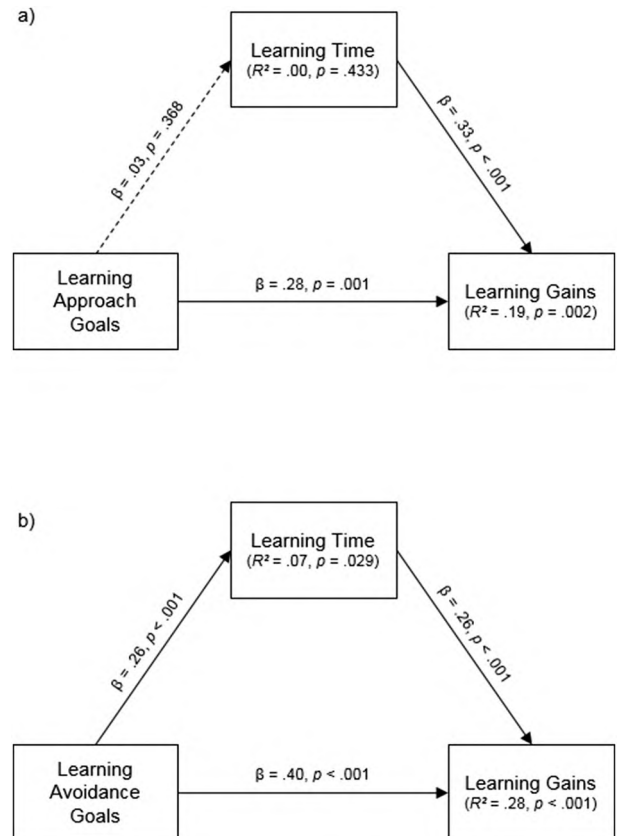 a)
Learning Time
(R² = .00, p = .433)
β = .03, p = .368
β = .33, p < .001
Learning
Approach
Goals
β = .28, p = .001
Learning Gains
(R² = .19, p = .002)
b)
Learning Time
(R² = .07, p = .029)
β = .26, p < .001
β = .26, p < .001
Learning
Avoidance
Goals
β = .40, p < .001
Learning Gains
(R² = .28, p < .001)